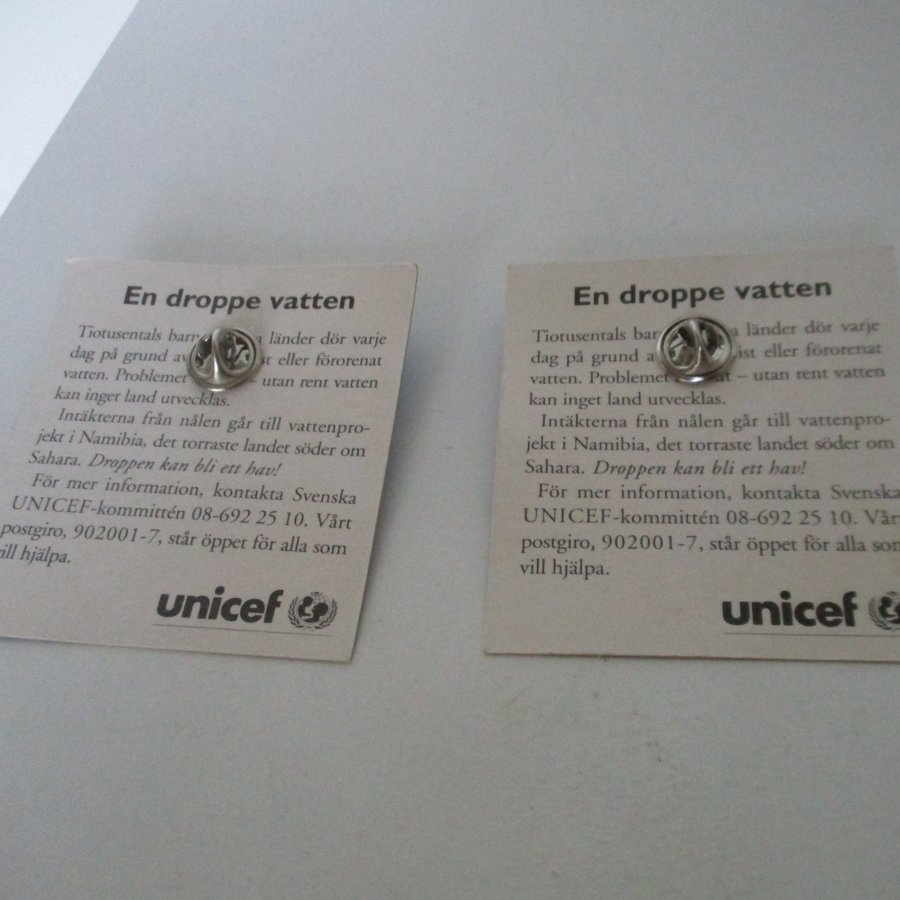 En droppe vatten
Tiotusentals barn länder dör varje
dag på grund av eller förorenat
vatten. Problemet – utan rent vatten
kan inget land utvecklas.
Intäkterna från nålen går till vattenpro-
jekt i Namibia, det torraste landet söder om
Sahara. Droppen kan bli ett hav!
För mer information, kontakta Svenska
UNICEF-kommittén 08-692 25 10. Vårt
postgiro, 902001-7, står öppet för alla som
vill hjälpa.
unicef
En droppe vatten
Tiotusentals länder dör varje
dag på grund eller förorenat
vatten. Problemet – utan rent vatten
kan inget land utvecklas.
Intäkterna från nålen går till vattenpro-
jekt i Namibia, det torraste landet söder om
Sahara. Droppen kan bli ett hav!
För mer information, kontakta Svenska
UNICEF-kommittén 08-692 25 10. Vårt
postgiro, 902001-7, står öppet för alla som
vill hjälpa.
unicef